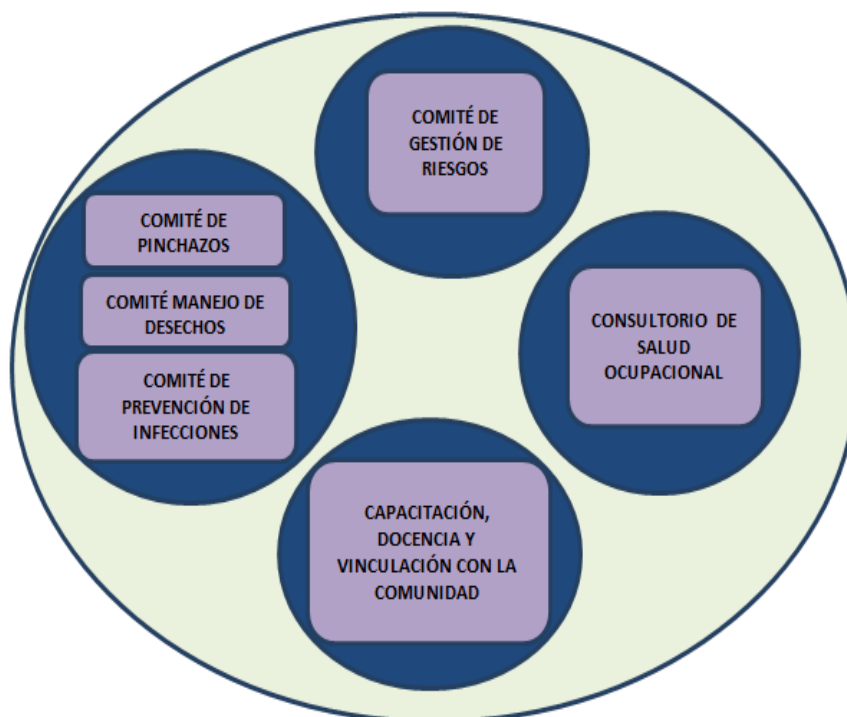 COMITÉ DE
GESTIÓN DE
RIESGOS
COMITÉ DE
PINCHAZOS
COMITÉ MANEJO DE
DESECHOS
COMITÉ DE
PREVENCIÓN DE
INFECCIONES
CONSULTORIO DE
SALUD
OCUPACIONAL
CAPACITACIÓN,
DOCENCIA Y
VINCULACIÓN CON LA
COMUNIDAD